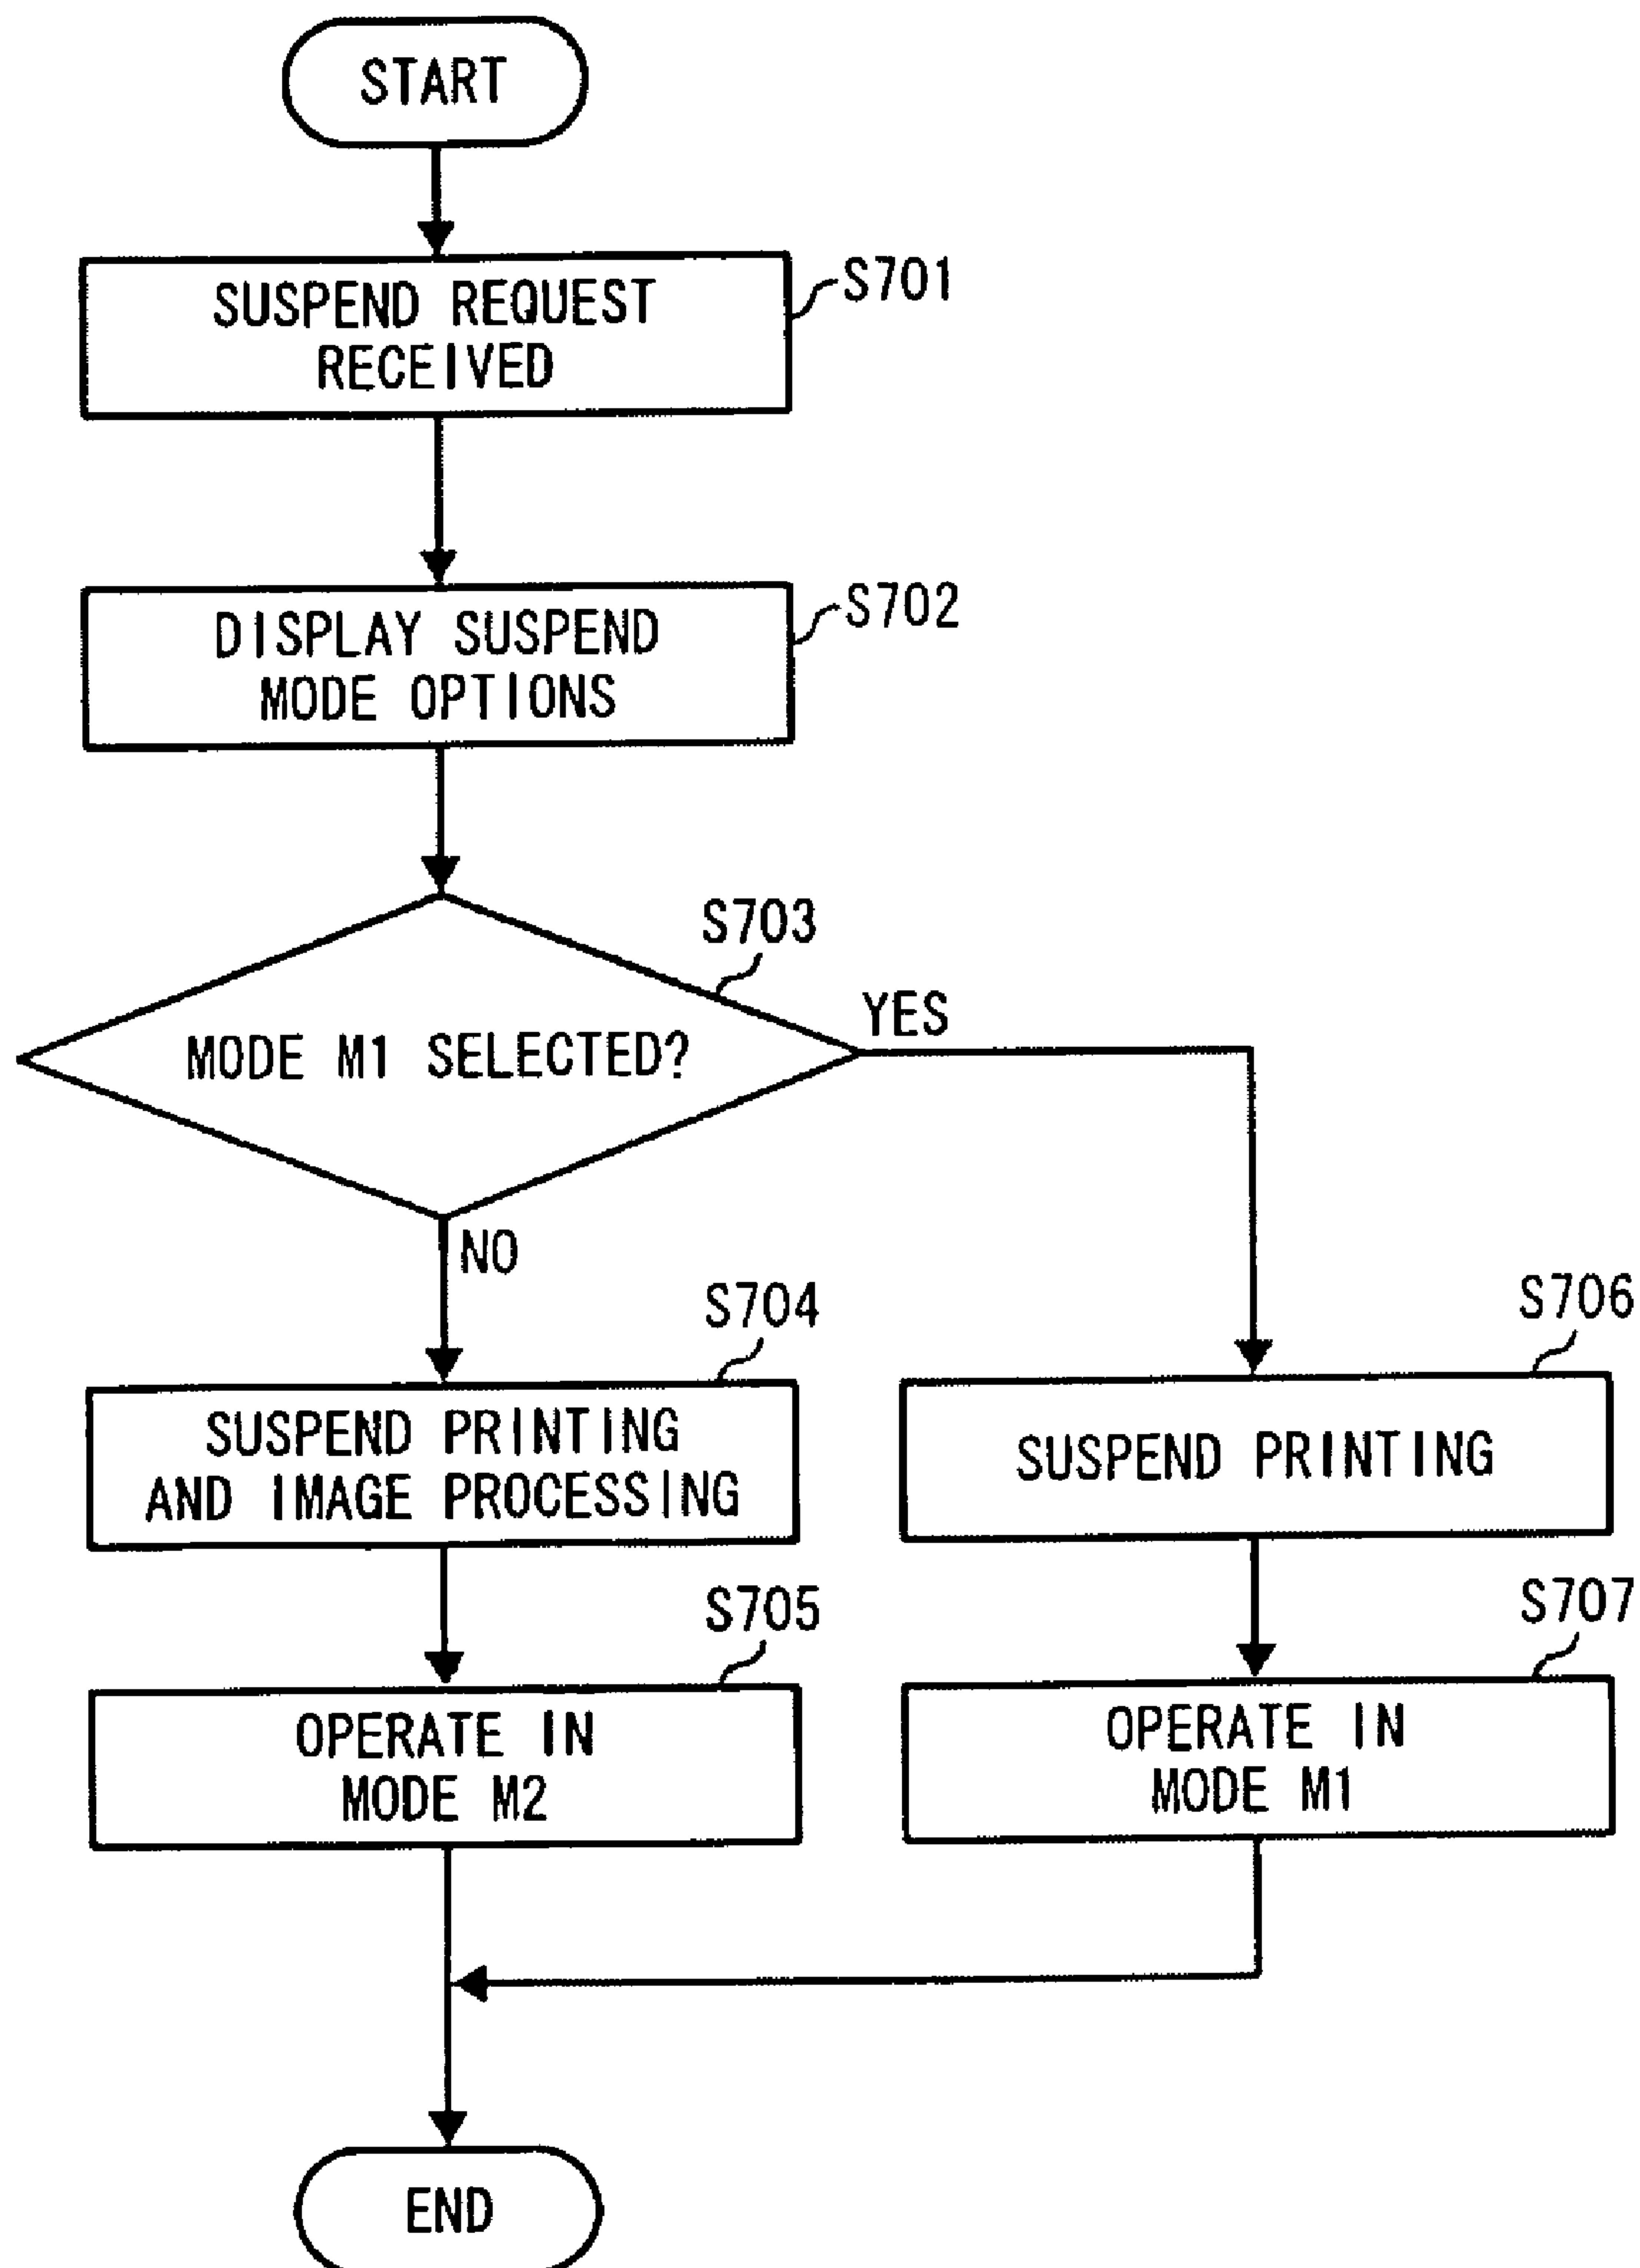 START
SUSPEND REQUEST
RECEIVED
S701
DISPLAY SUSPEND
MODE OPTIONS
S702
S703
MODE M1 SELECTED?
YES
NO
S704
SUSPEND PRINTING
AND IMAGE PROCESSING
S706
SUSPEND PRINTING
S705
OPERATE IN
MODE M2
S707
OPERATE IN
MODE M1
END